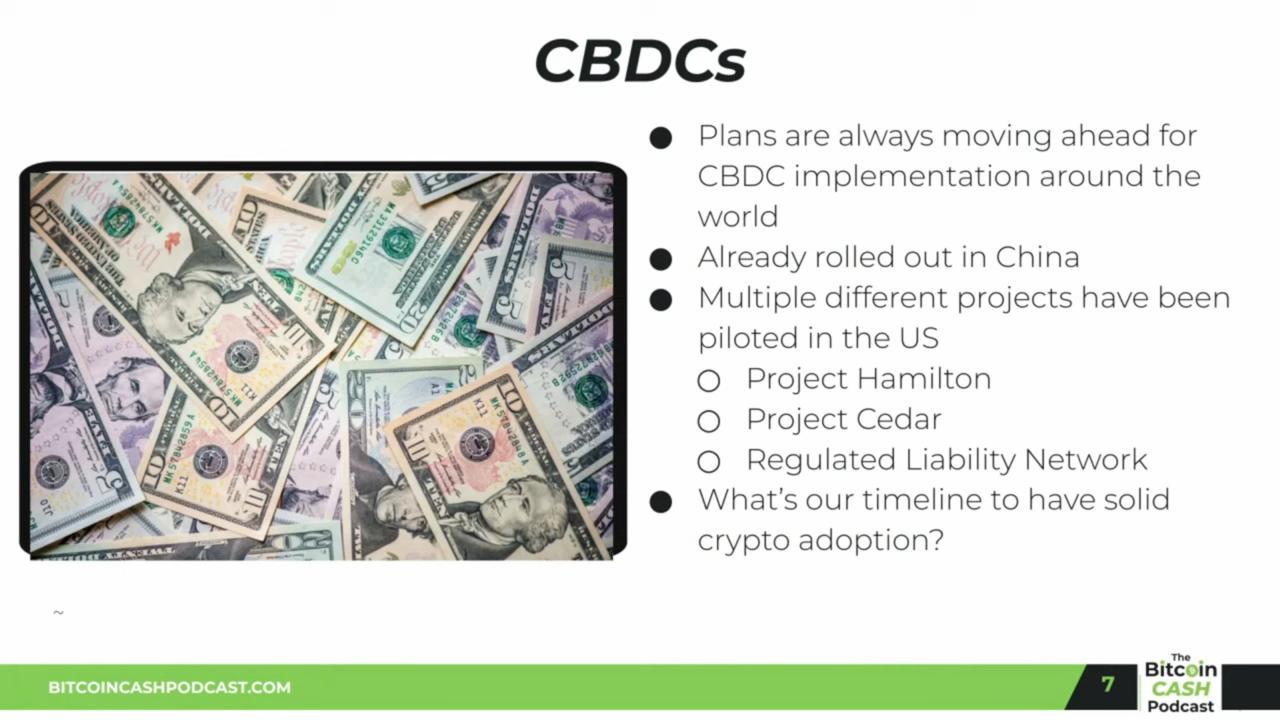 CBDCs
● Plans are always moving ahead for
CBDC implementation around the
world
● Already rolled out in China
● Multiple different projects have been
piloted in the US
○ Project Hamilton
○ Project Cedar
○ Regulated Liability Network
● What's our timeline to have solid
crypto adoption?
~
BITCOINCASHPODCAST.COM
7
The
Bitcoin
CASH
Podcast